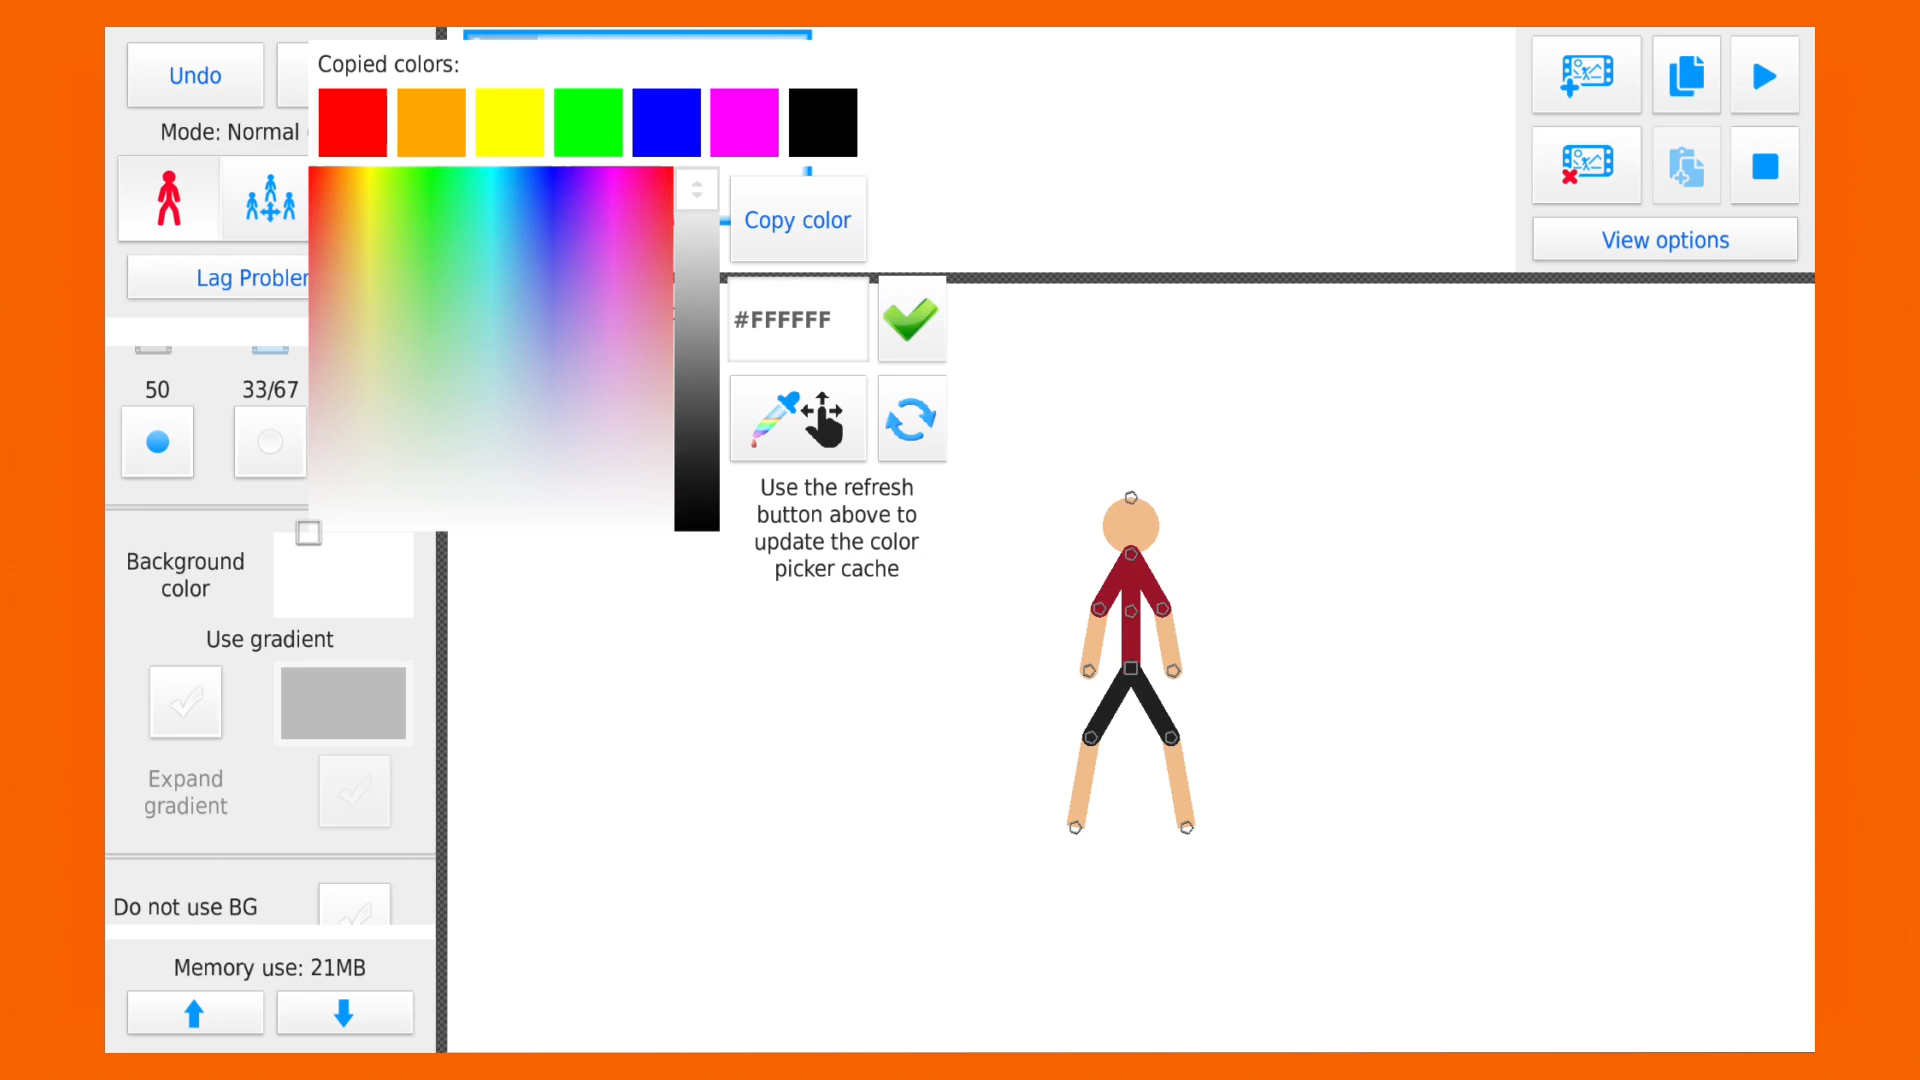 Undo
Copied colors:
Mode: Normal
Copy color
View options
Lag Problem
#FFFFFF
50
33/67
Use the refresh
button above to
update the color
picker cache
Background
color
Use gradient
Expand
gradient
Do not use BG
Memory use: 21MB